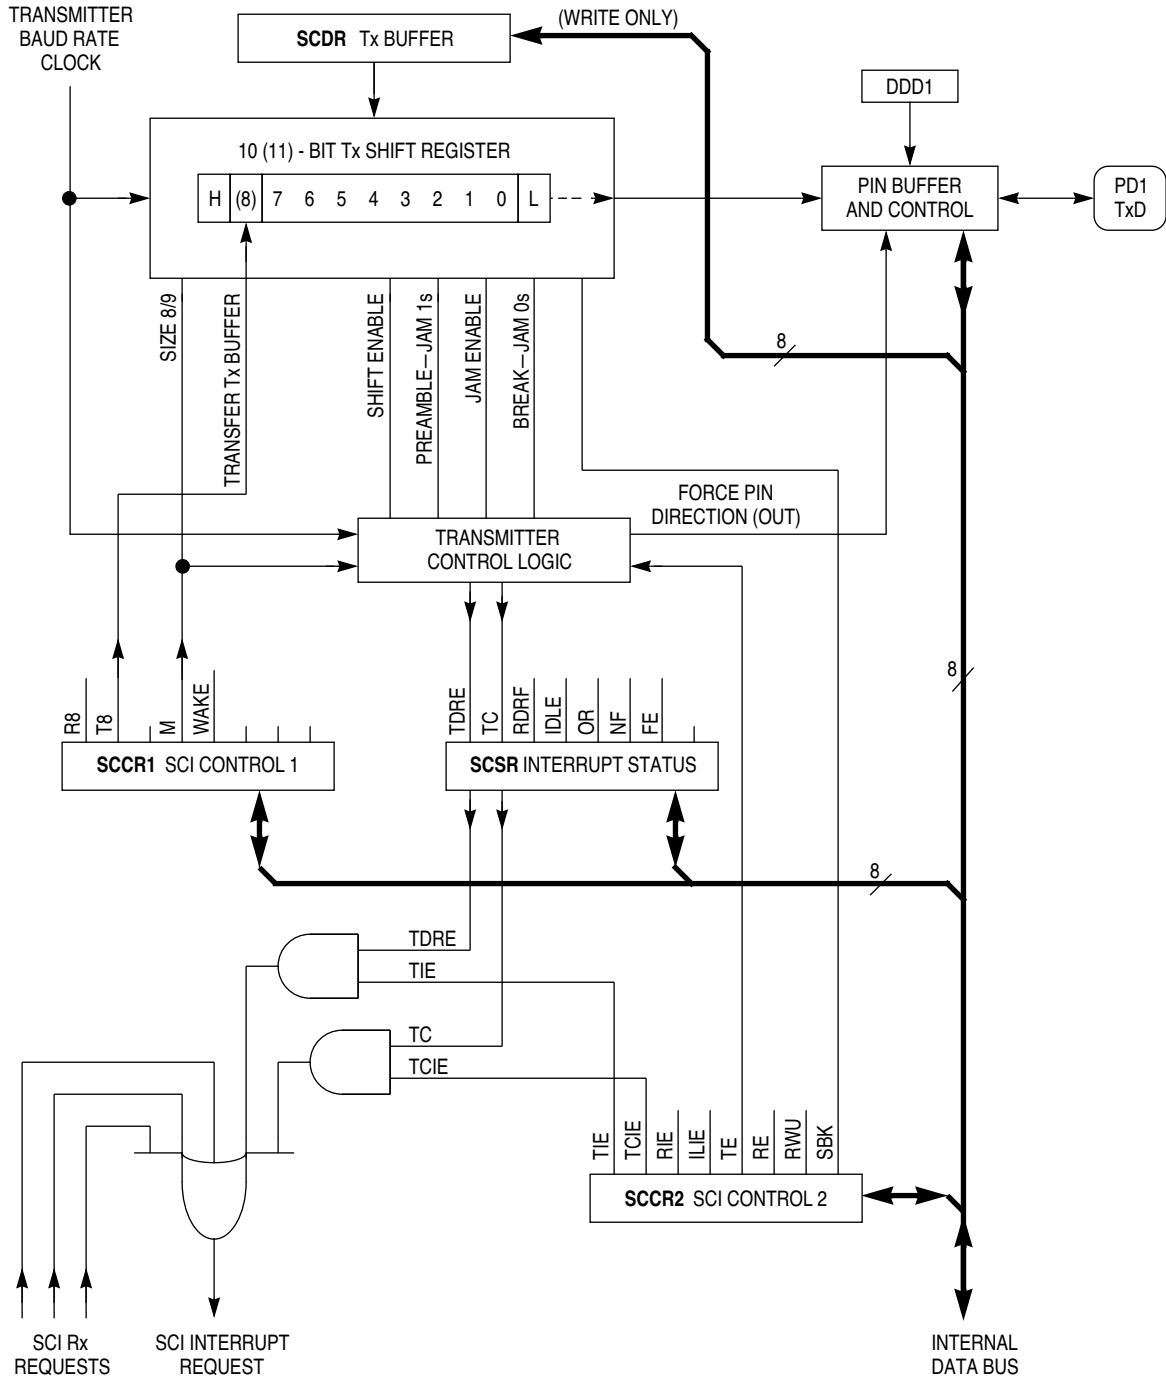 TRANSMITTER
BAUD RATE
CLOCK
SCDR Tx BUFFER
(WRITE ONLY)
DDD1
10 (11) - BIT Tx SHIFT REGISTER
H (8) 7 6 5 4 3 2 1 0 L
PIN BUFFER
AND CONTROL
PD1
TxD
SIZE 8/9
TRANSFER Tx BUFFER
SHIFT ENABLE
PREAMBLE—JAM 1s
JAM ENABLE
BREAK—JAM 0s
8
FORCE PIN
DIRECTION (OUT)
TRANSMITTER
CONTROL LOGIC
8
R8
T8
M
WAKE
TDRE
TC
RDRF
IDLE
OR
NF
FE
SCCR1 SCI CONTROL 1
SCSR INTERRUPT STATUS
8
TDRE
TIE
TC
TCIE
TIE
TCIE
RIE
ILIE
TE
RE
RWU
SBK
SCCR2 SCI CONTROL 2
SCI Rx
REQUESTS
SCI INTERRUPT
REQUEST
INTERNAL
DATA BUS